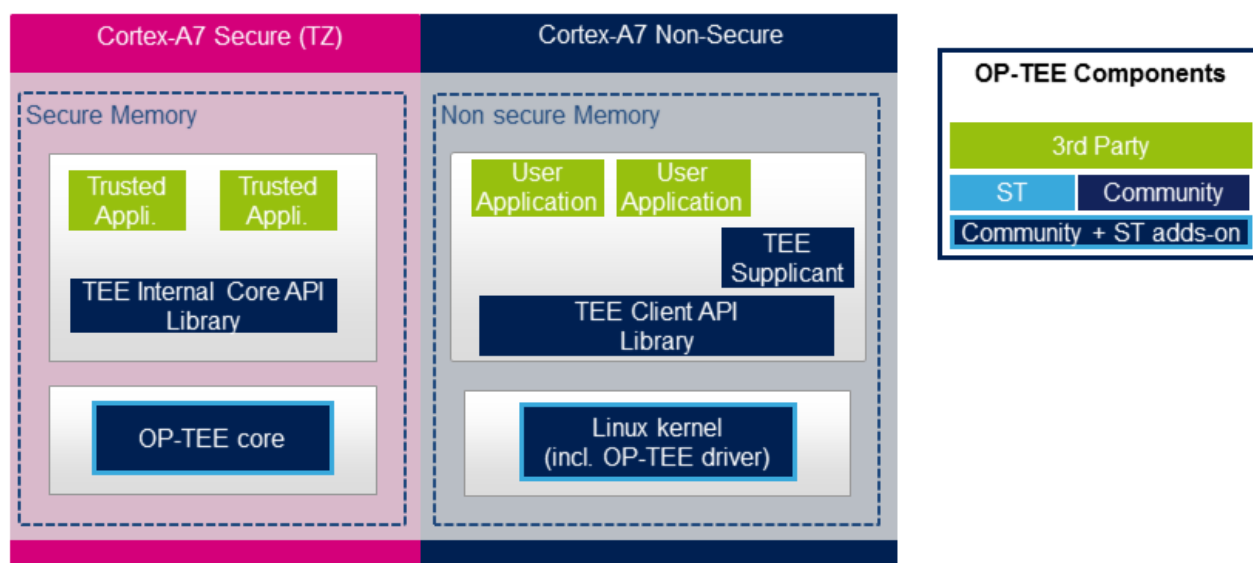 Cortex-A7 Secure (TZ)
Cortex-A7 Non-Secure
Secure Memory
Trusted
Appli.
Trusted
Appli.
TEE Internal Core API
Library
OP-TEE core
Non secure Memory
User
Application
User
Application
TEE
Supplicant
TEE Client API
Library
Linux kernel
(incl. OP-TEE driver)
OP-TEE Components
3rd Party
ST
Community
Community + ST adds-on